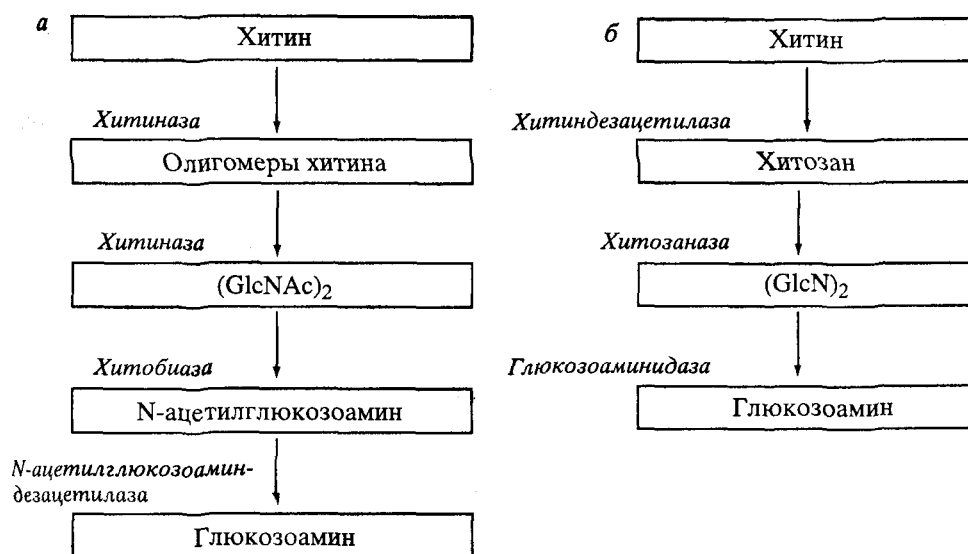 а
Хитин
Хитиназа
Олигомеры хитина
Хитиназа
(GlcNAc)2
Хитобиаза
N-ацетилглюкозоамин
N-ацетилглюкозоамин-
дезацетилаза
Глюкозоамин
б
Хитин
Хитиндезацетилаза
Хитозан
Хитозаназа
(GlcN)2
Глюкозоаминидаза
Глюкозоамин